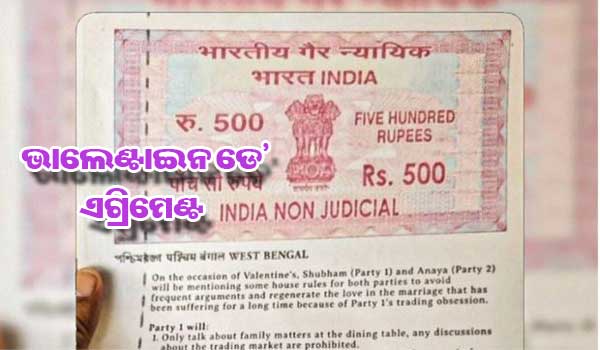 भारतीय गैर न्यायिक
भारत INDIA
रु. 500
FIVE HUNDRED
RUPEES
पाँच सौ रुपये
Rs. 500
INDIA NON JUDICIAL
ଭାଲେଣ୍ଟାଇନ ଡେ'
ଏଗ୍ରିମେଣ୍ଟ
পশ্চিমবঙ্গ पश्चिम बंगाल WEST BENGAL
On the occasion of Valentine's, Shubham (Party 1) and Anaya (Party 2)
will be mentioning some house rules for both parties to avoid
frequent arguments and regenerate the love in the marriage that has
been suffering for a long time because of Party 1's trading obsession.
Party 1 will:
1. Only talk about family matters at the dining table, any discussions
about the trading market are prohibited.